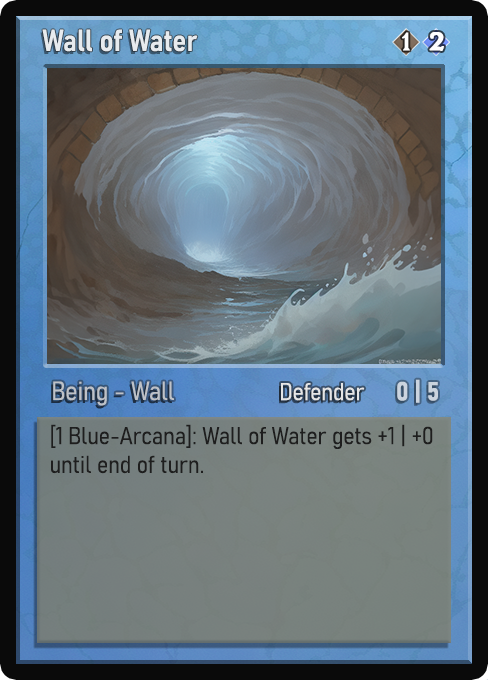 Wall of Water 1 2
Being - Wall Defender 0 | 5
[1 Blue-Arcana]: Wall of Water gets +1 | +0
until end of turn.